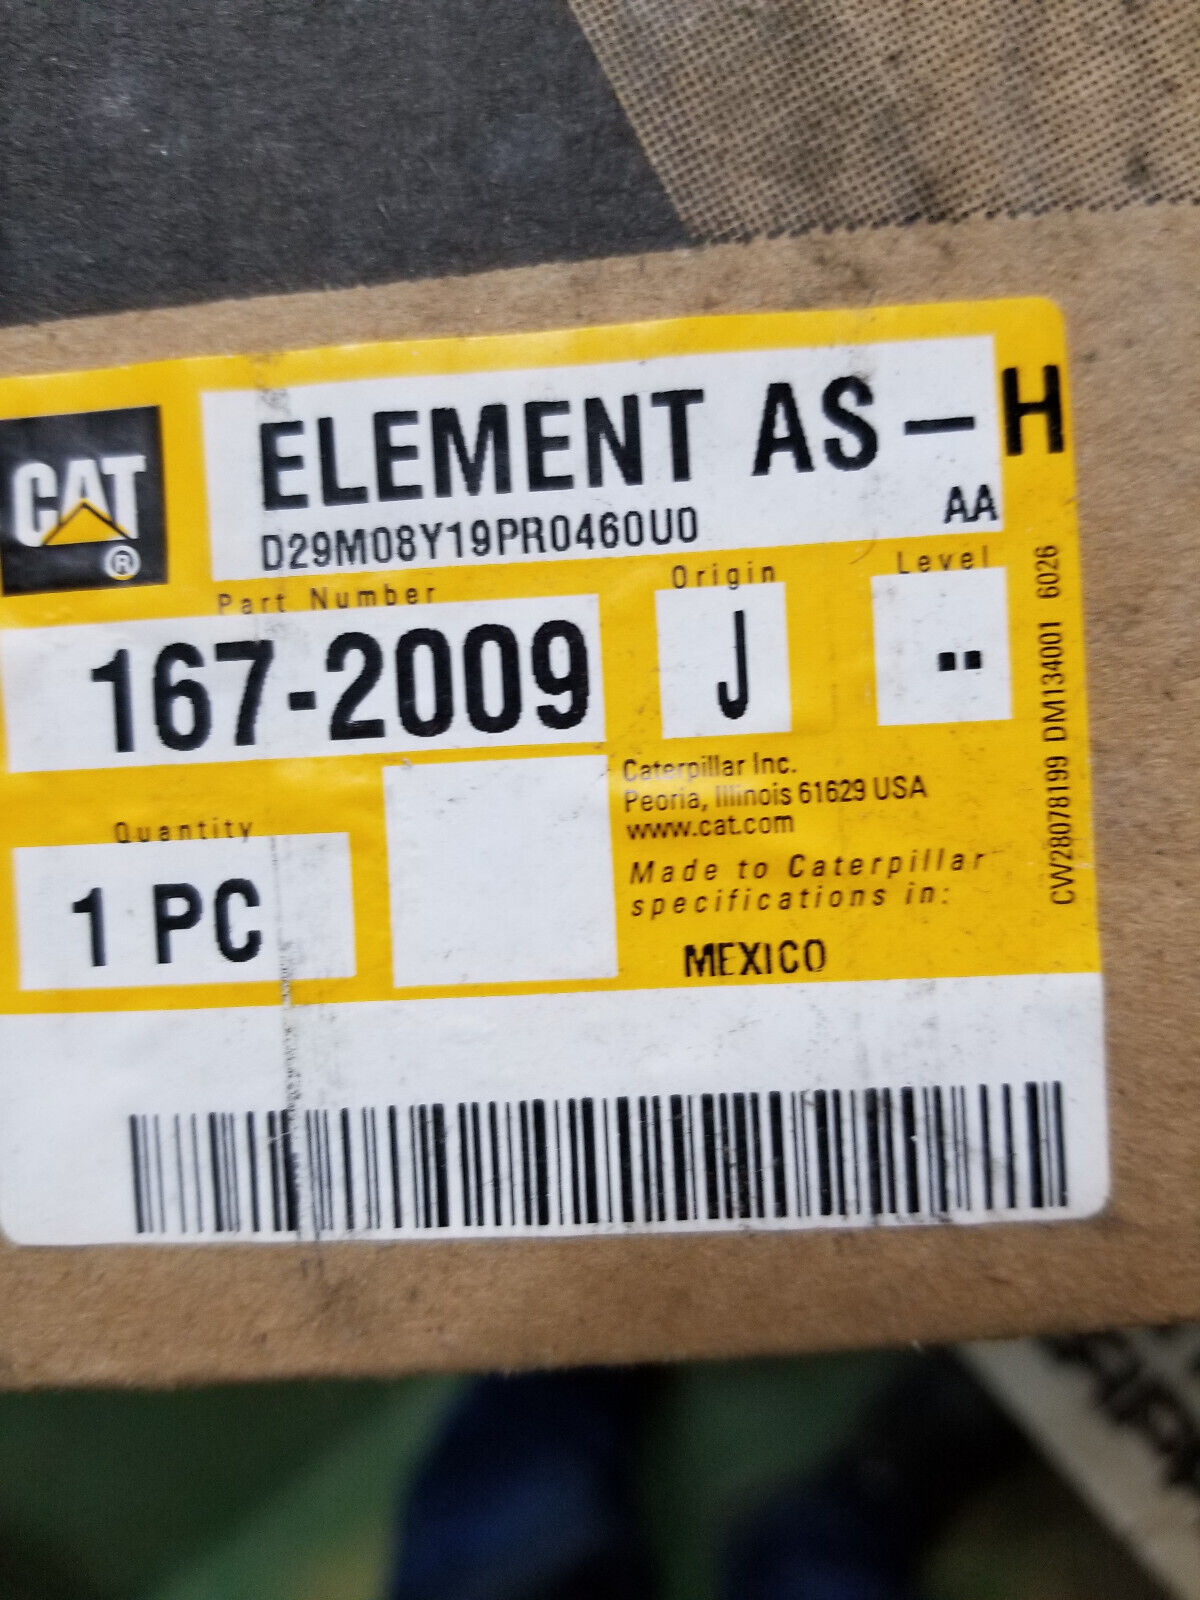 ELEMENT AS - H
D29M08Y19PR0460U0
AA
CAT
®
Part Number
Origin
Level
167-2009
J
--
Quantity
1 PC
Caterpillar Inc.
Peoria, Illinois 61629 USA
www.cat.com
Made to Caterpillar
specifications in:
MEXICO
CW28078199 DM134001 6026